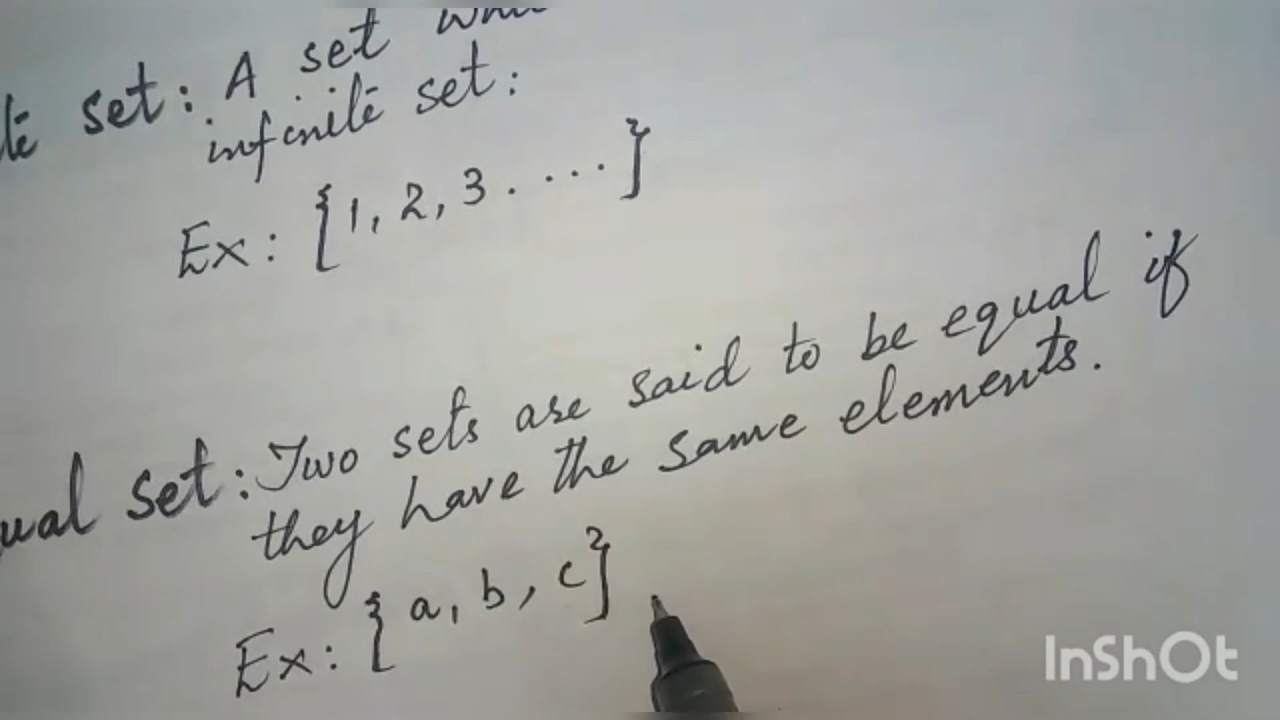 set: A set
infinite set:
Ex: {1, 2, 3 . ....}
set: Two sets are said to be equal if
they have the same elements.
Ex: { a, b, c}
InShOt